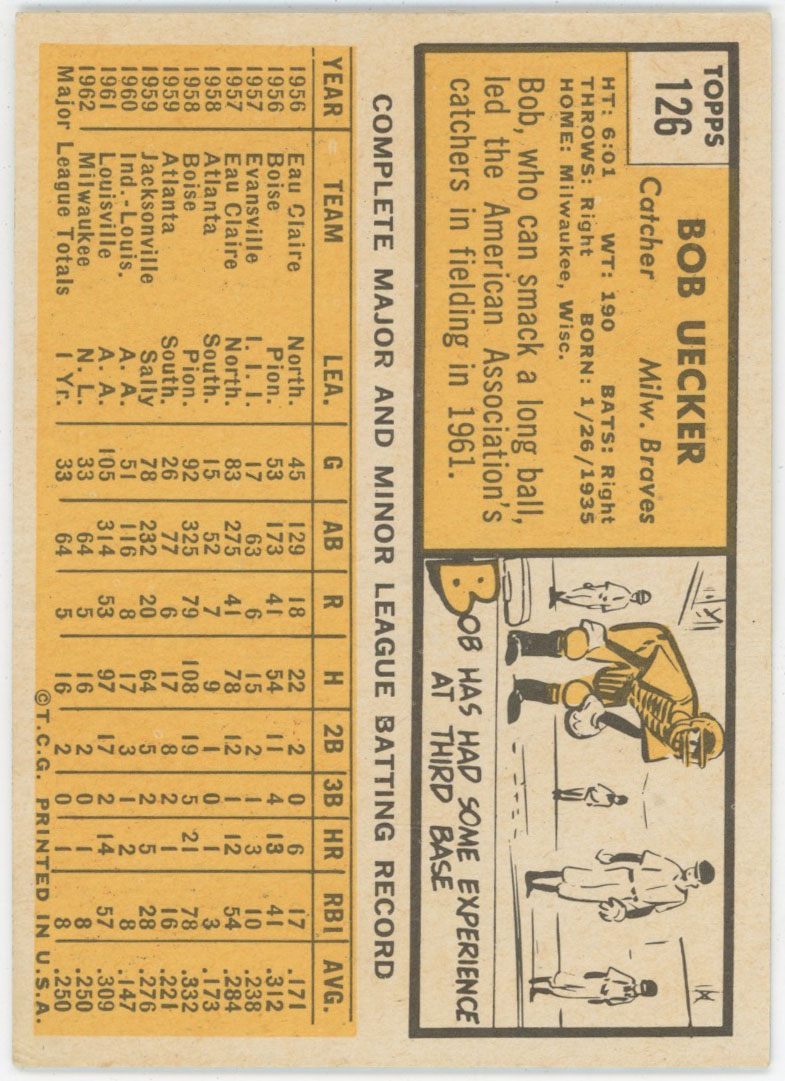 TOPPS
126
BOB UECKER
Catcher Milw. Braves
HT: 6:01 WT: 190 BATS: Right
THROWS: Right BORN: 1/26/1935
HOME: Milwaukee, Wisc.
Bob, who can smack a long ball,
led the American Association's
catchers in fielding in 1961.
BOB HAS HAD SOME EXPERIENCE
AT THIRD BASE
COMPLETE MAJOR AND MINOR LEAGUE BATTING RECORD
YEAR TEAM LEA. G AB R H 2B 3B HR RBI AVG.
1956 Eau Claire North. 45 129 18 22 2 0 6 17 .171
1956 Boise Pion. 53 173 41 54 11 4 13 41 .312
1957 Evansville I. I. I. 17 63 6 15 2 1 3 10 .238
1957 Eau Claire North. 83 275 41 78 12 1 12 54 .284
1958 Atlanta South. 15 52 7 9 1 0 1 3 .173
1958 Boise Pion. 92 325 79 108 19 5 21 78 .332
1959 Atlanta South. 26 77 6 17 8 2 1 16 .221
1959 Jacksonville Sally 78 232 20 64 5 2 5 28 .276
1960 Ind.-Louis. A. A. 51 116 8 17 3 1 2 8 .147
1961 Louisville A. A. 105 314 53 97 17 2 14 57 .309
1962 Milwaukee N. L. 33 64 5 16 2 0 1 8 .250
Major League Totals 1 Yr. 33 64 5 16 2 0 1 8 .250
©T.C.G. PRINTED IN U.S.A.